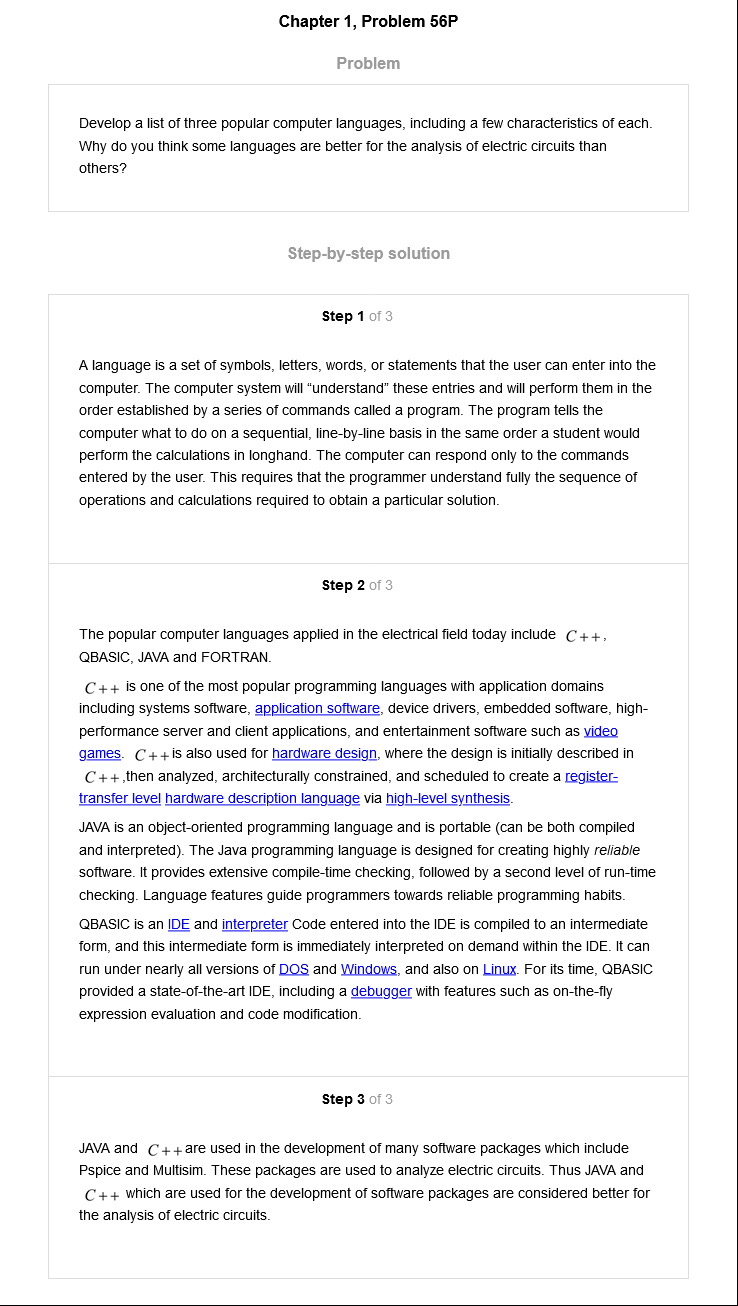 Chapter 1, Problem 56P
Problem
Develop a list of three popular computer languages, including a few characteristics of each.
Why do you think some languages are better for the analysis of electric circuits than
others?
Step-by-step solution
Step 1 of 3
A language is a set of symbols, letters, words, or statements that the user can enter into the
computer. The computer system will “understand” these entries and will perform them in the
order established by a series of commands called a program. The program tells the
computer what to do on a sequential, line-by-line basis in the same order a student would
perform the calculations in longhand. The computer can respond only to the commands
entered by the user. This requires that the programmer understand fully the sequence of
operations and calculations required to obtain a particular solution.
Step 2 of 3
The popular computer languages applied in the electrical field today include C++,
QBASIC, JAVA and FORTRAN.
C++ is one of the most popular programming languages with application domains
including systems software, application software, device drivers, embedded software, high-
performance server and client applications, and entertainment software such as video
games. C++ is also used for hardware design, where the design is initially described in
C++,then analyzed, architecturally constrained, and scheduled to create a register-
transfer level hardware description language via high-level synthesis.
JAVA is an object-oriented programming language and is portable (can be both compiled
and interpreted). The Java programming language is designed for creating highly reliable
software. It provides extensive compile-time checking, followed by a second level of run-time
checking. Language features guide programmers towards reliable programming habits.
QBASIC is an IDE and interpreter Code entered into the IDE is compiled to an intermediate
form, and this intermediate form is immediately interpreted on demand within the IDE. It can
run under nearly all versions of DOS and Windows, and also on Linux. For its time, QBASIC
provided a state-of-the-art IDE, including a debugger with features such as on-the-fly
expression evaluation and code modification.
Step 3 of 3
JAVA and C++ are used in the development of many software packages which include
Pspice and Multisim. These packages are used to analyze electric circuits. Thus JAVA and
C++ which are used for the development of software packages are considered better for
the analysis of electric circuits.